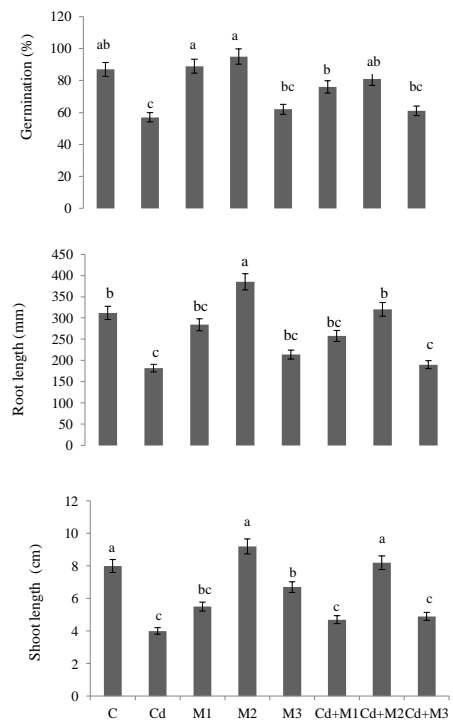 Germination (%)
120
100
80
60
40
20
0
ab
c
a
a
bc
b
ab
bc
Root length (mm)
450
400
350
300
250
200
150
100
50
0
b
c
bc
a
bc
bc
b
c
Shoot length (cm)
12
10
8
6
4
2
0
a
c
bc
a
b
c
a
c
C Cd M1 M2 M3 Cd+M1 Cd+M2 Cd+M3